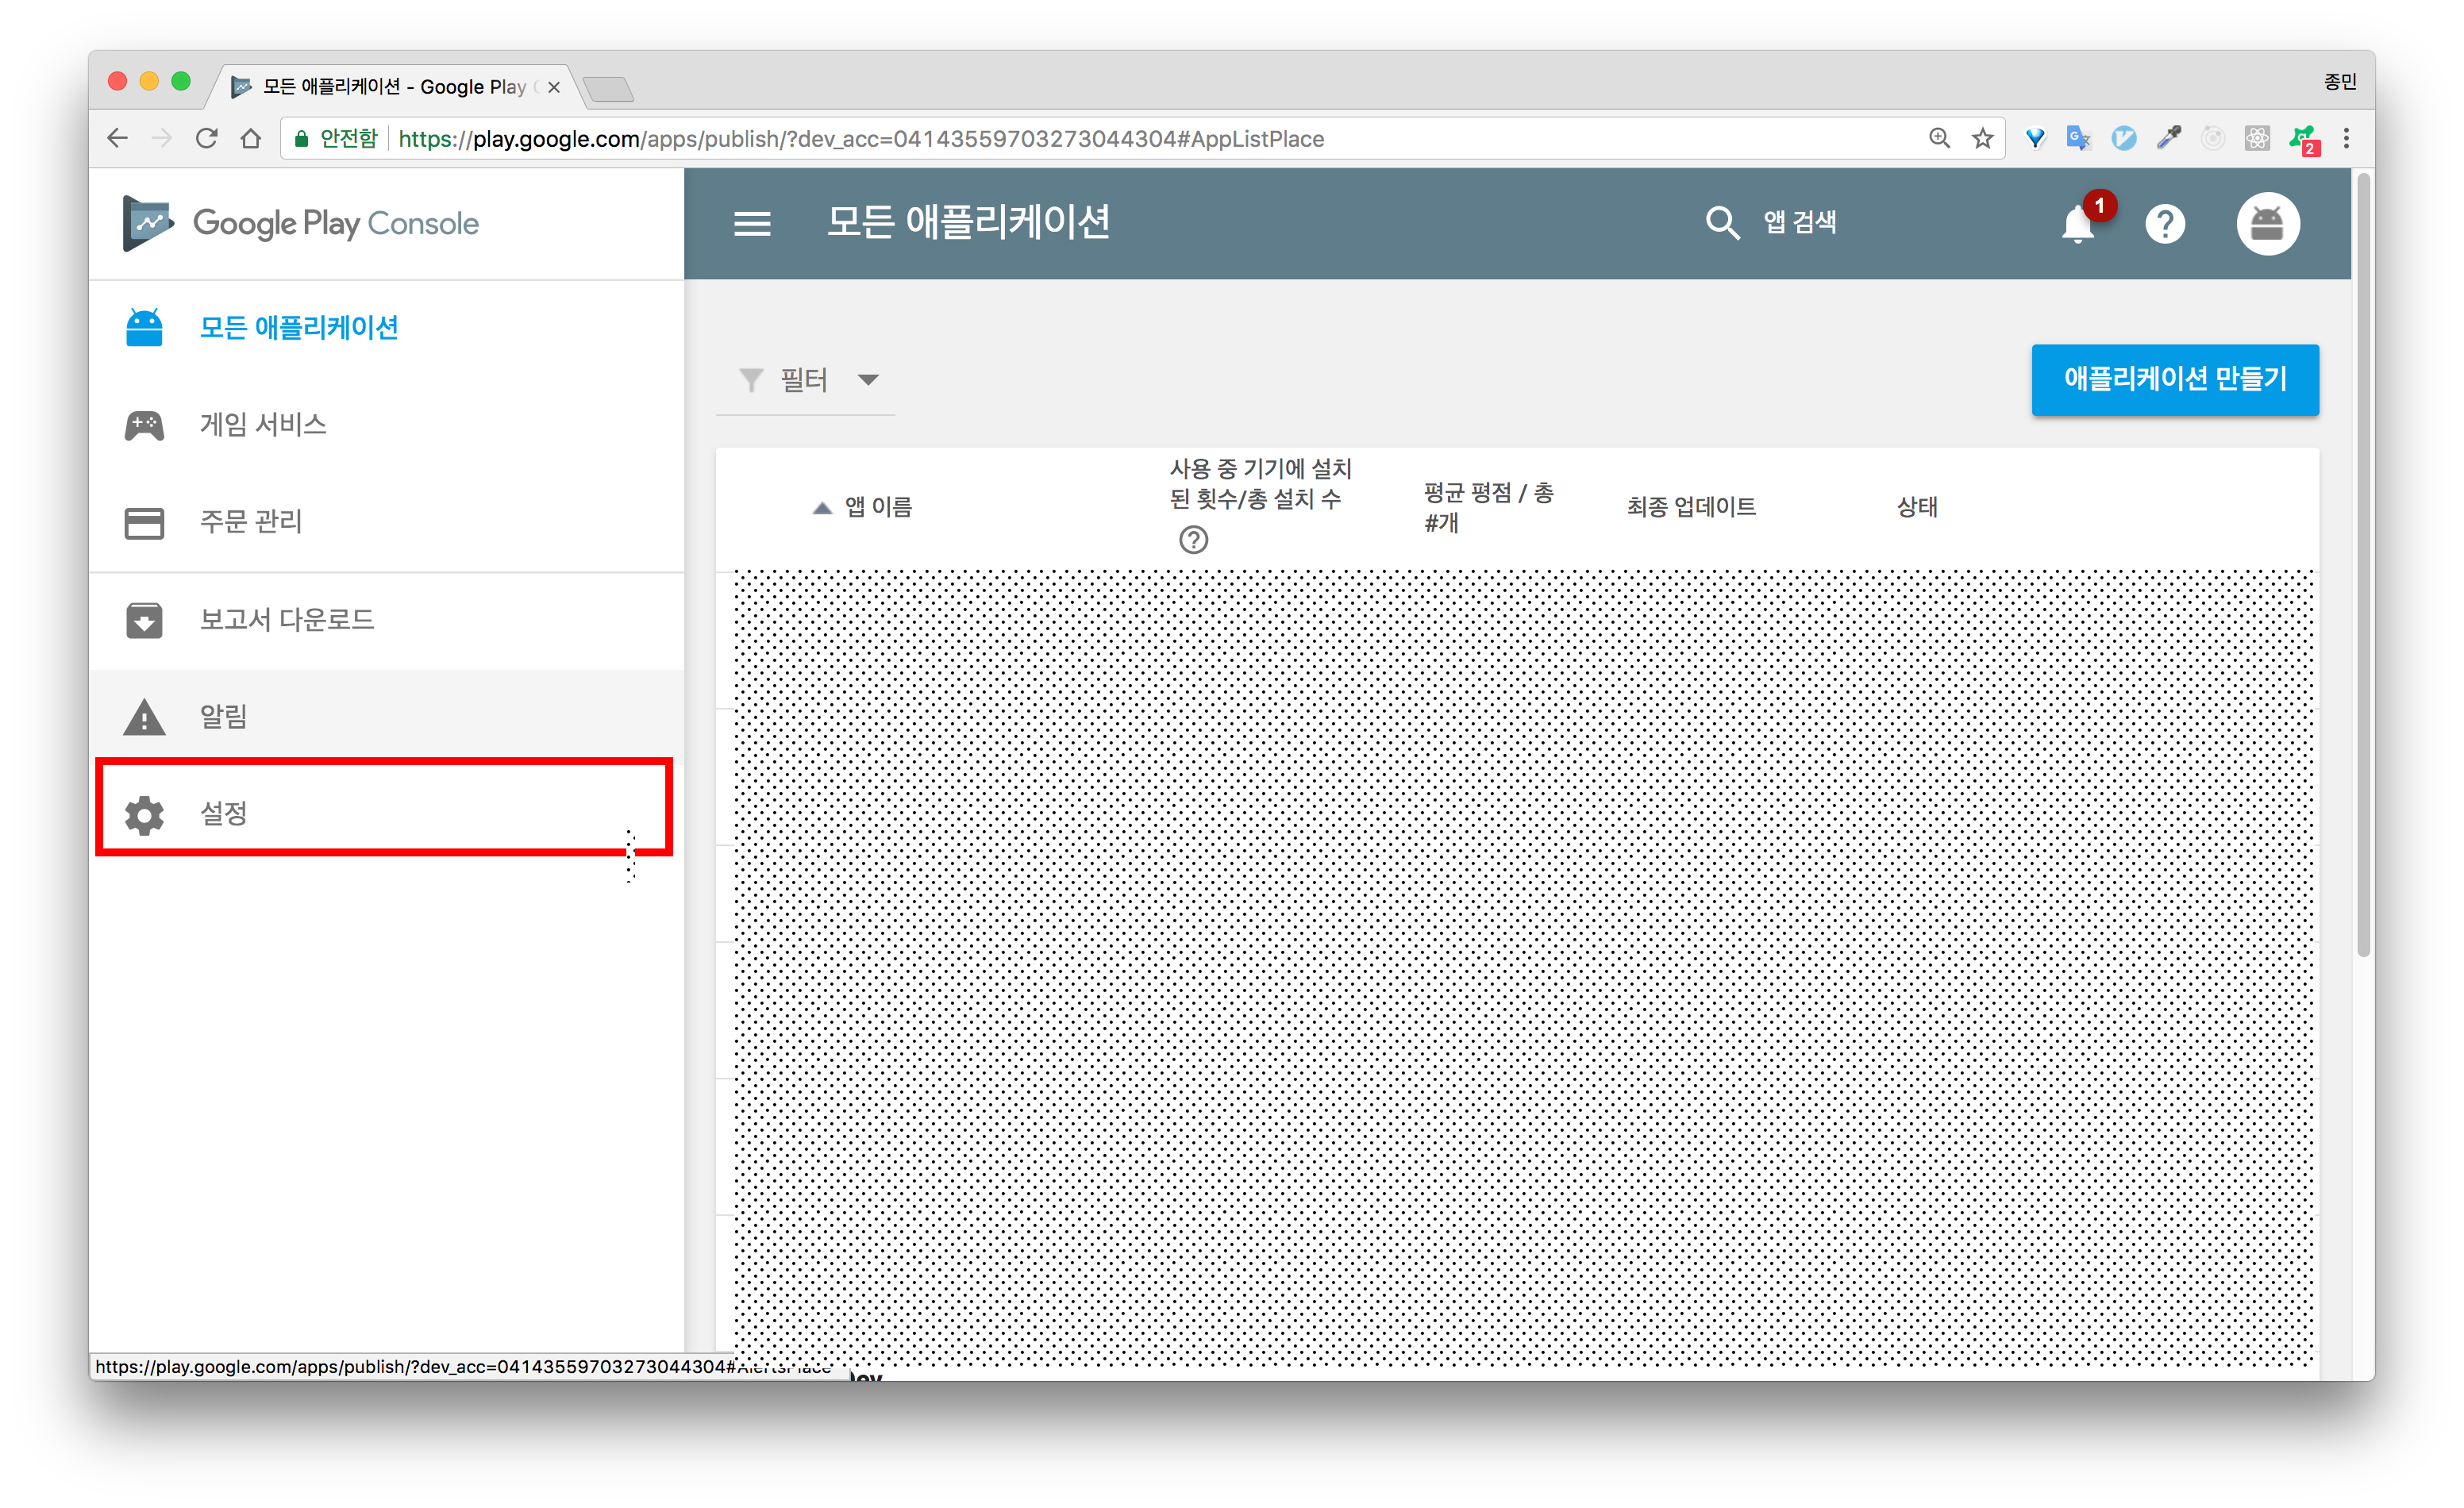 모든 애플리케이션 - Google Play
종민
안전함 https://play.google.com/apps/publish/?dev_acc=04143559703273044304#AppListPlace
2
Google Play Console
모든 애플리케이션
앱 검색
1
모든 애플리케이션
게임 서비스
주문 관리
보고서 다운로드
알림
설정
필터
애플리케이션 만들기
앱 이름
사용 중 기기에 설치
된 횟수/총 설치 수
평균 평점 / 총
#개
최종 업데이트
상태
https://play.google.com/apps/publish/?dev_acc=04143559703273044304#AlertsPlace